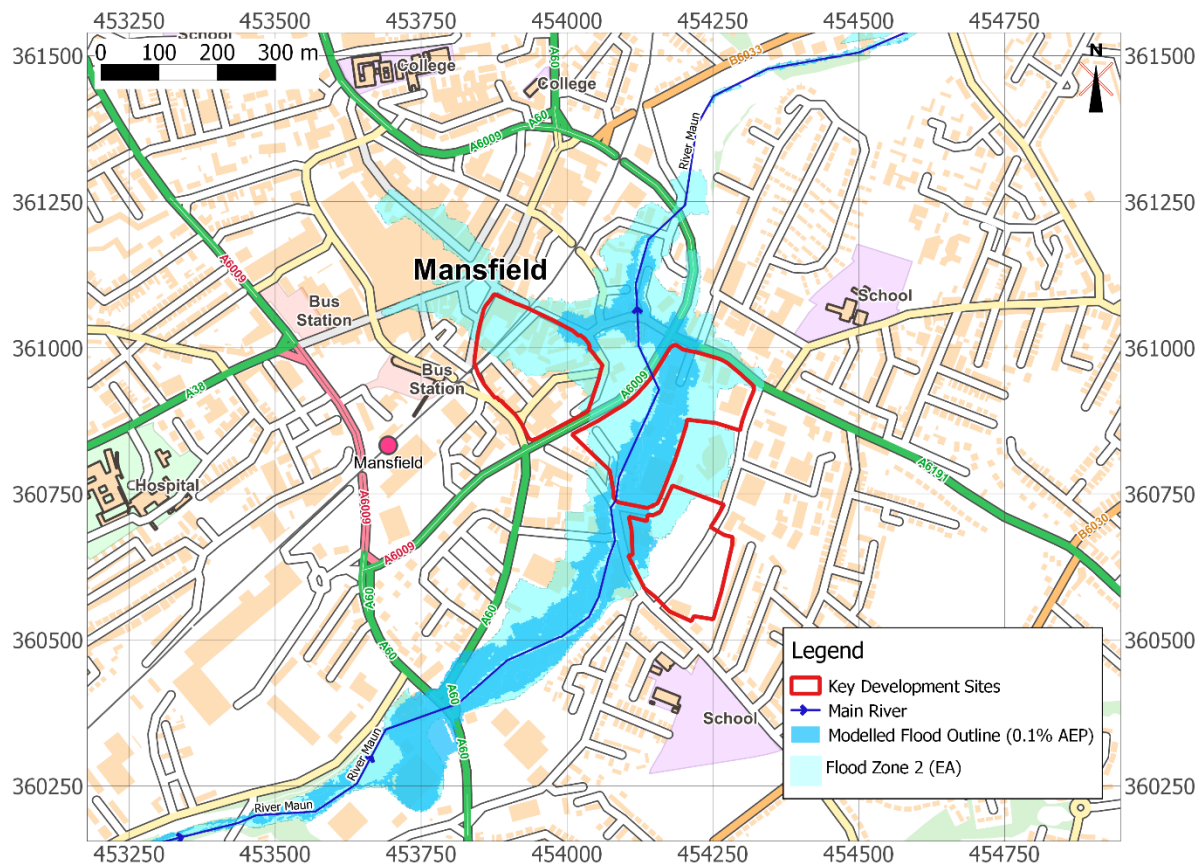 453250 453500 453750 454000 454250 454500 454750
0 100 200 300 m
School
College
College
A60
B6033
N
361500 361500
A6009
A60
River Maun
361250 361250
A6009
Mansfield
School
Bus
Station
361000 361000
Bus
Station
A6009
A38
Mansfield
A6191
Hospital
360750 360750
A6009
B6030
A6009
A60
A60
360500 360500
A60
A60
School
River Maun
A60
360250 360250
River Maun
Legend
Key Development Sites
Main River
Modelled Flood Outline (0.1% AEP)
Flood Zone 2 (EA)
453250 453500 453750 454000 454250 454500 454750